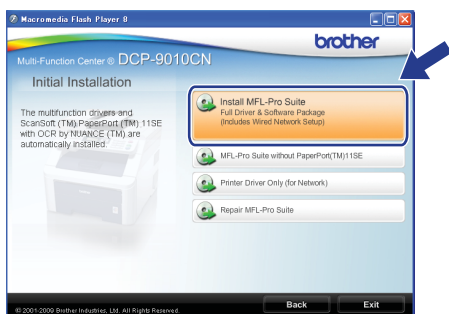 Macromedia Flash Player 8
brother
Multi-Function Center ® DCP-9010CN
Initial Installation
The multifunction drivers and
ScanSoft (TM) PaperPort (TM) 11SE
with OCR by NUANCE (TM) are
automatically installed.
Install MFL-Pro Suite
Full Driver & Software Package
(Includes Wired Network Setup)
MFL-Pro Suite without PaperPort(TM)11SE
Printer Driver Only (for Network)
Repair MFL-Pro Suite
© 2001-2009 Brother Industries, Ltd. All Rights Reserved.
Back
Exit